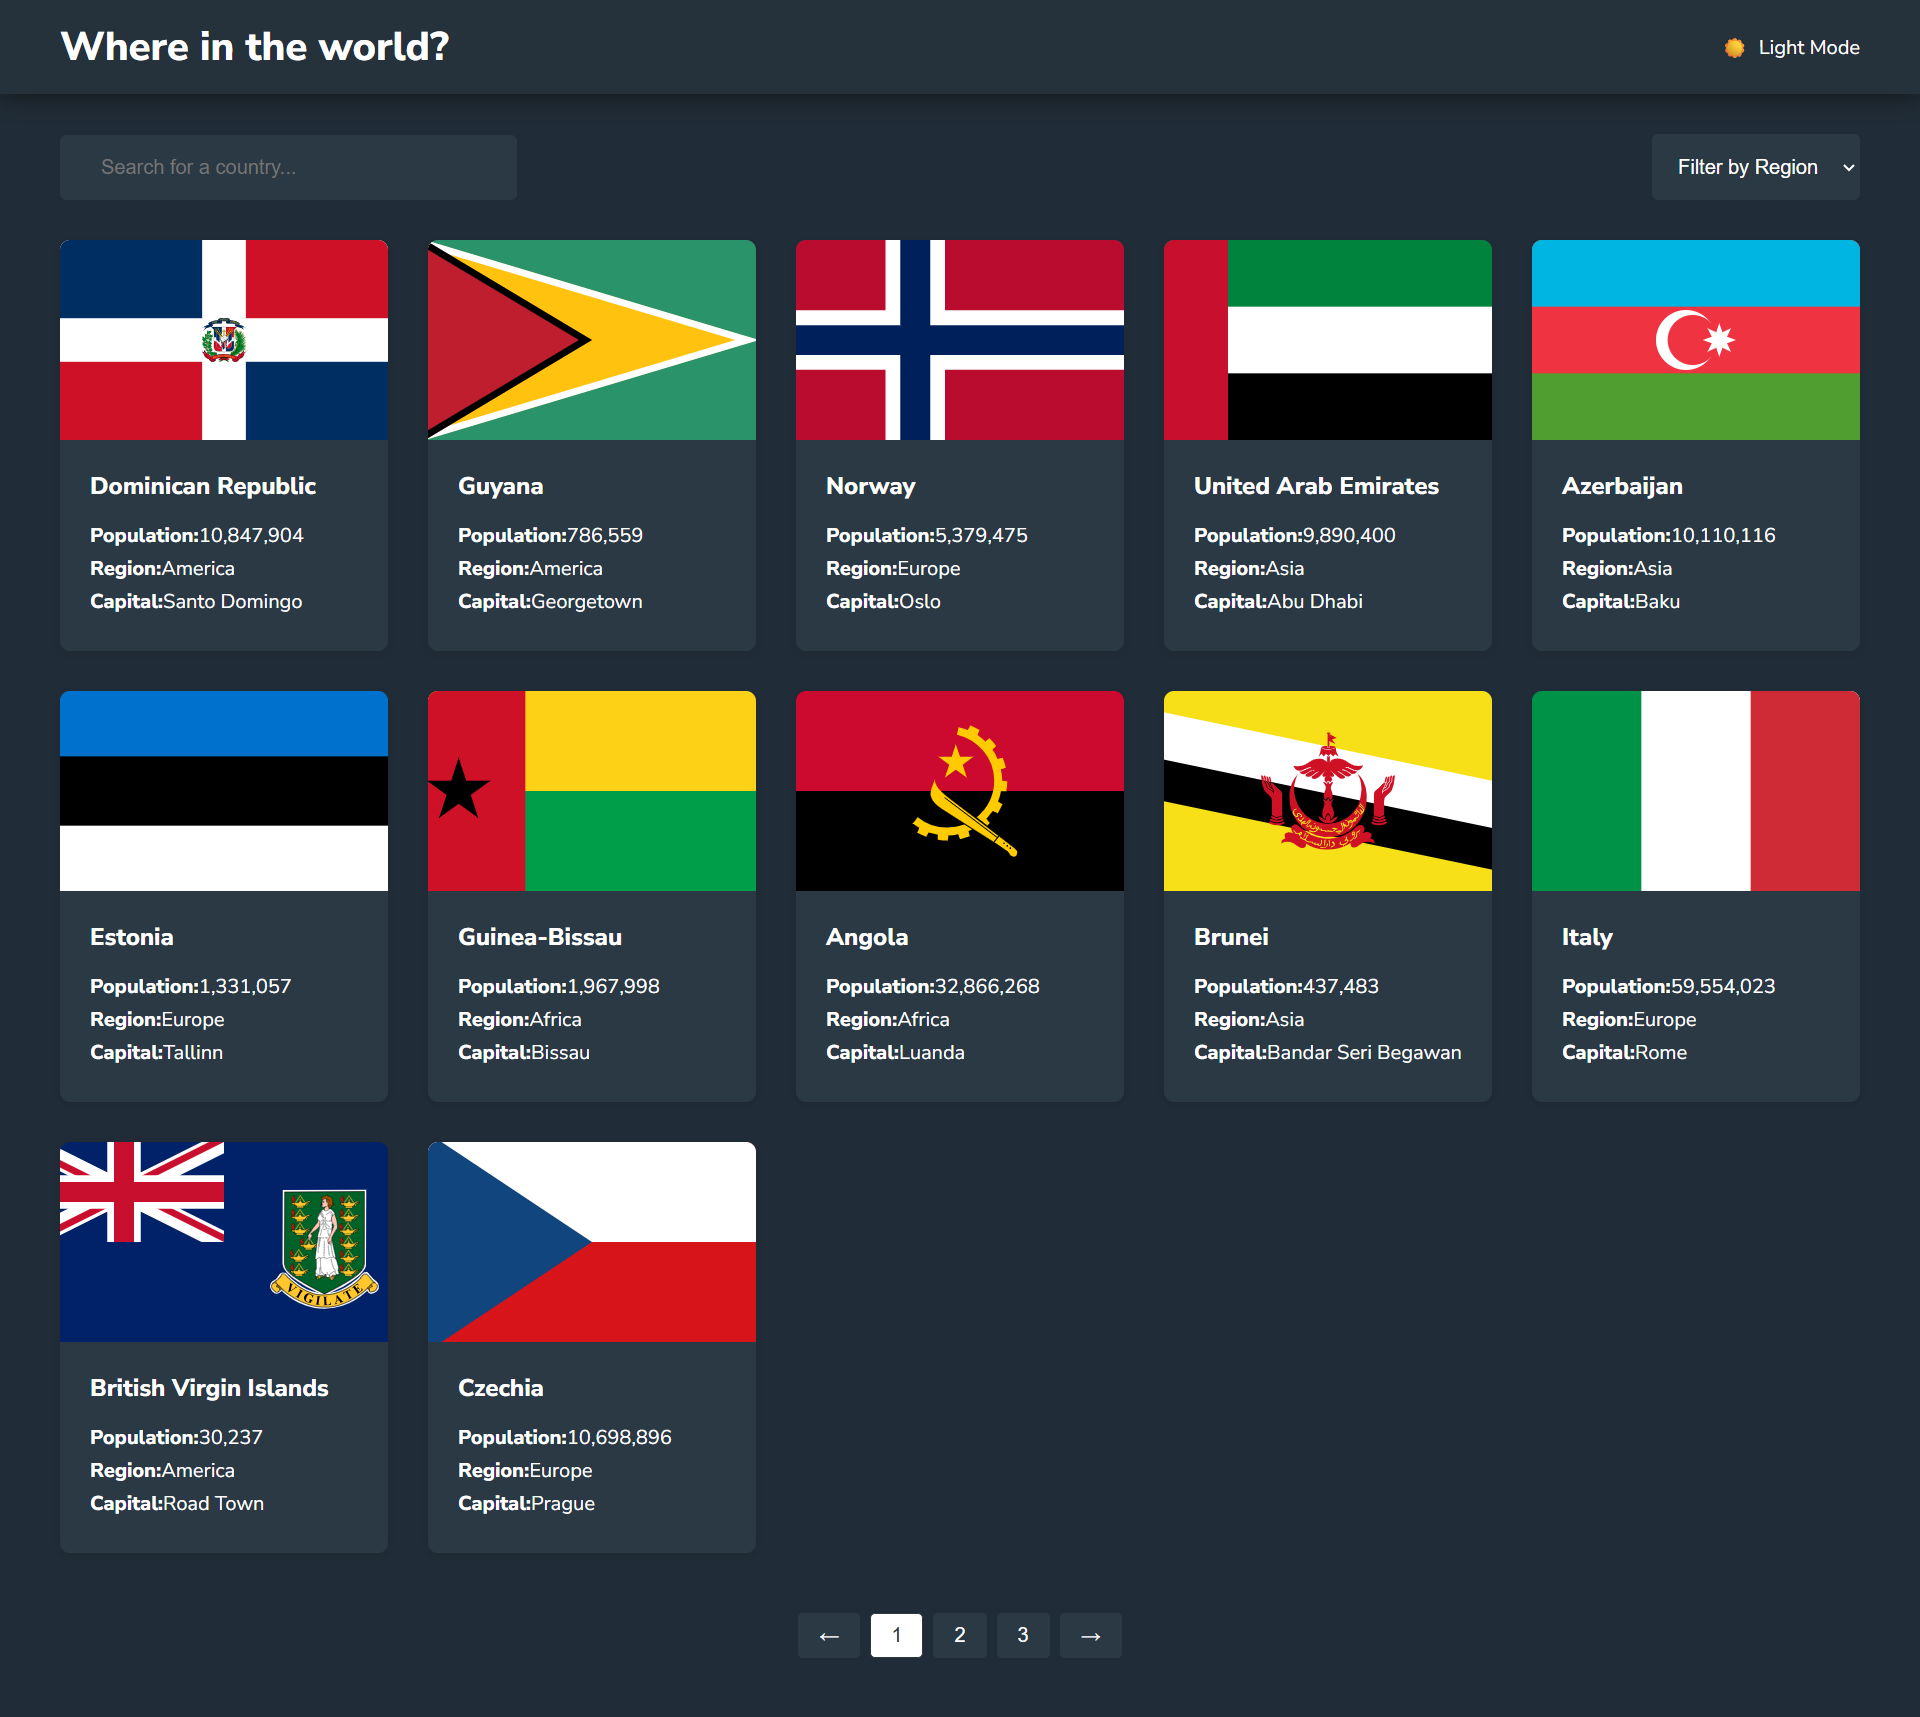 Where in the world?
Light Mode
Search for a country...
Filter by Region
Dominican Republic
Population:10,847,904
Region:America
Capital:Santo Domingo
Guyana
Population:786,559
Region:America
Capital:Georgetown
Norway
Population:5,379,475
Region:Europe
Capital:Oslo
United Arab Emirates
Population:9,890,400
Region:Asia
Capital:Abu Dhabi
Azerbaijan
Population:10,110,116
Region:Asia
Capital:Baku
Estonia
Population:1,331,057
Region:Europe
Capital:Tallinn
Guinea-Bissau
Population:1,967,998
Region:Africa
Capital:Bissau
Angola
Population:32,866,268
Region:Africa
Capital:Luanda
Brunei
Population:437,483
Region:Asia
Capital:Bandar Seri Begawan
Italy
Population:59,554,023
Region:Europe
Capital:Rome
VIGILATE
British Virgin Islands
Population:30,237
Region:America
Capital:Road Town
Czechia
Population:10,698,896
Region:Europe
Capital:Prague
← 1 2 3 →